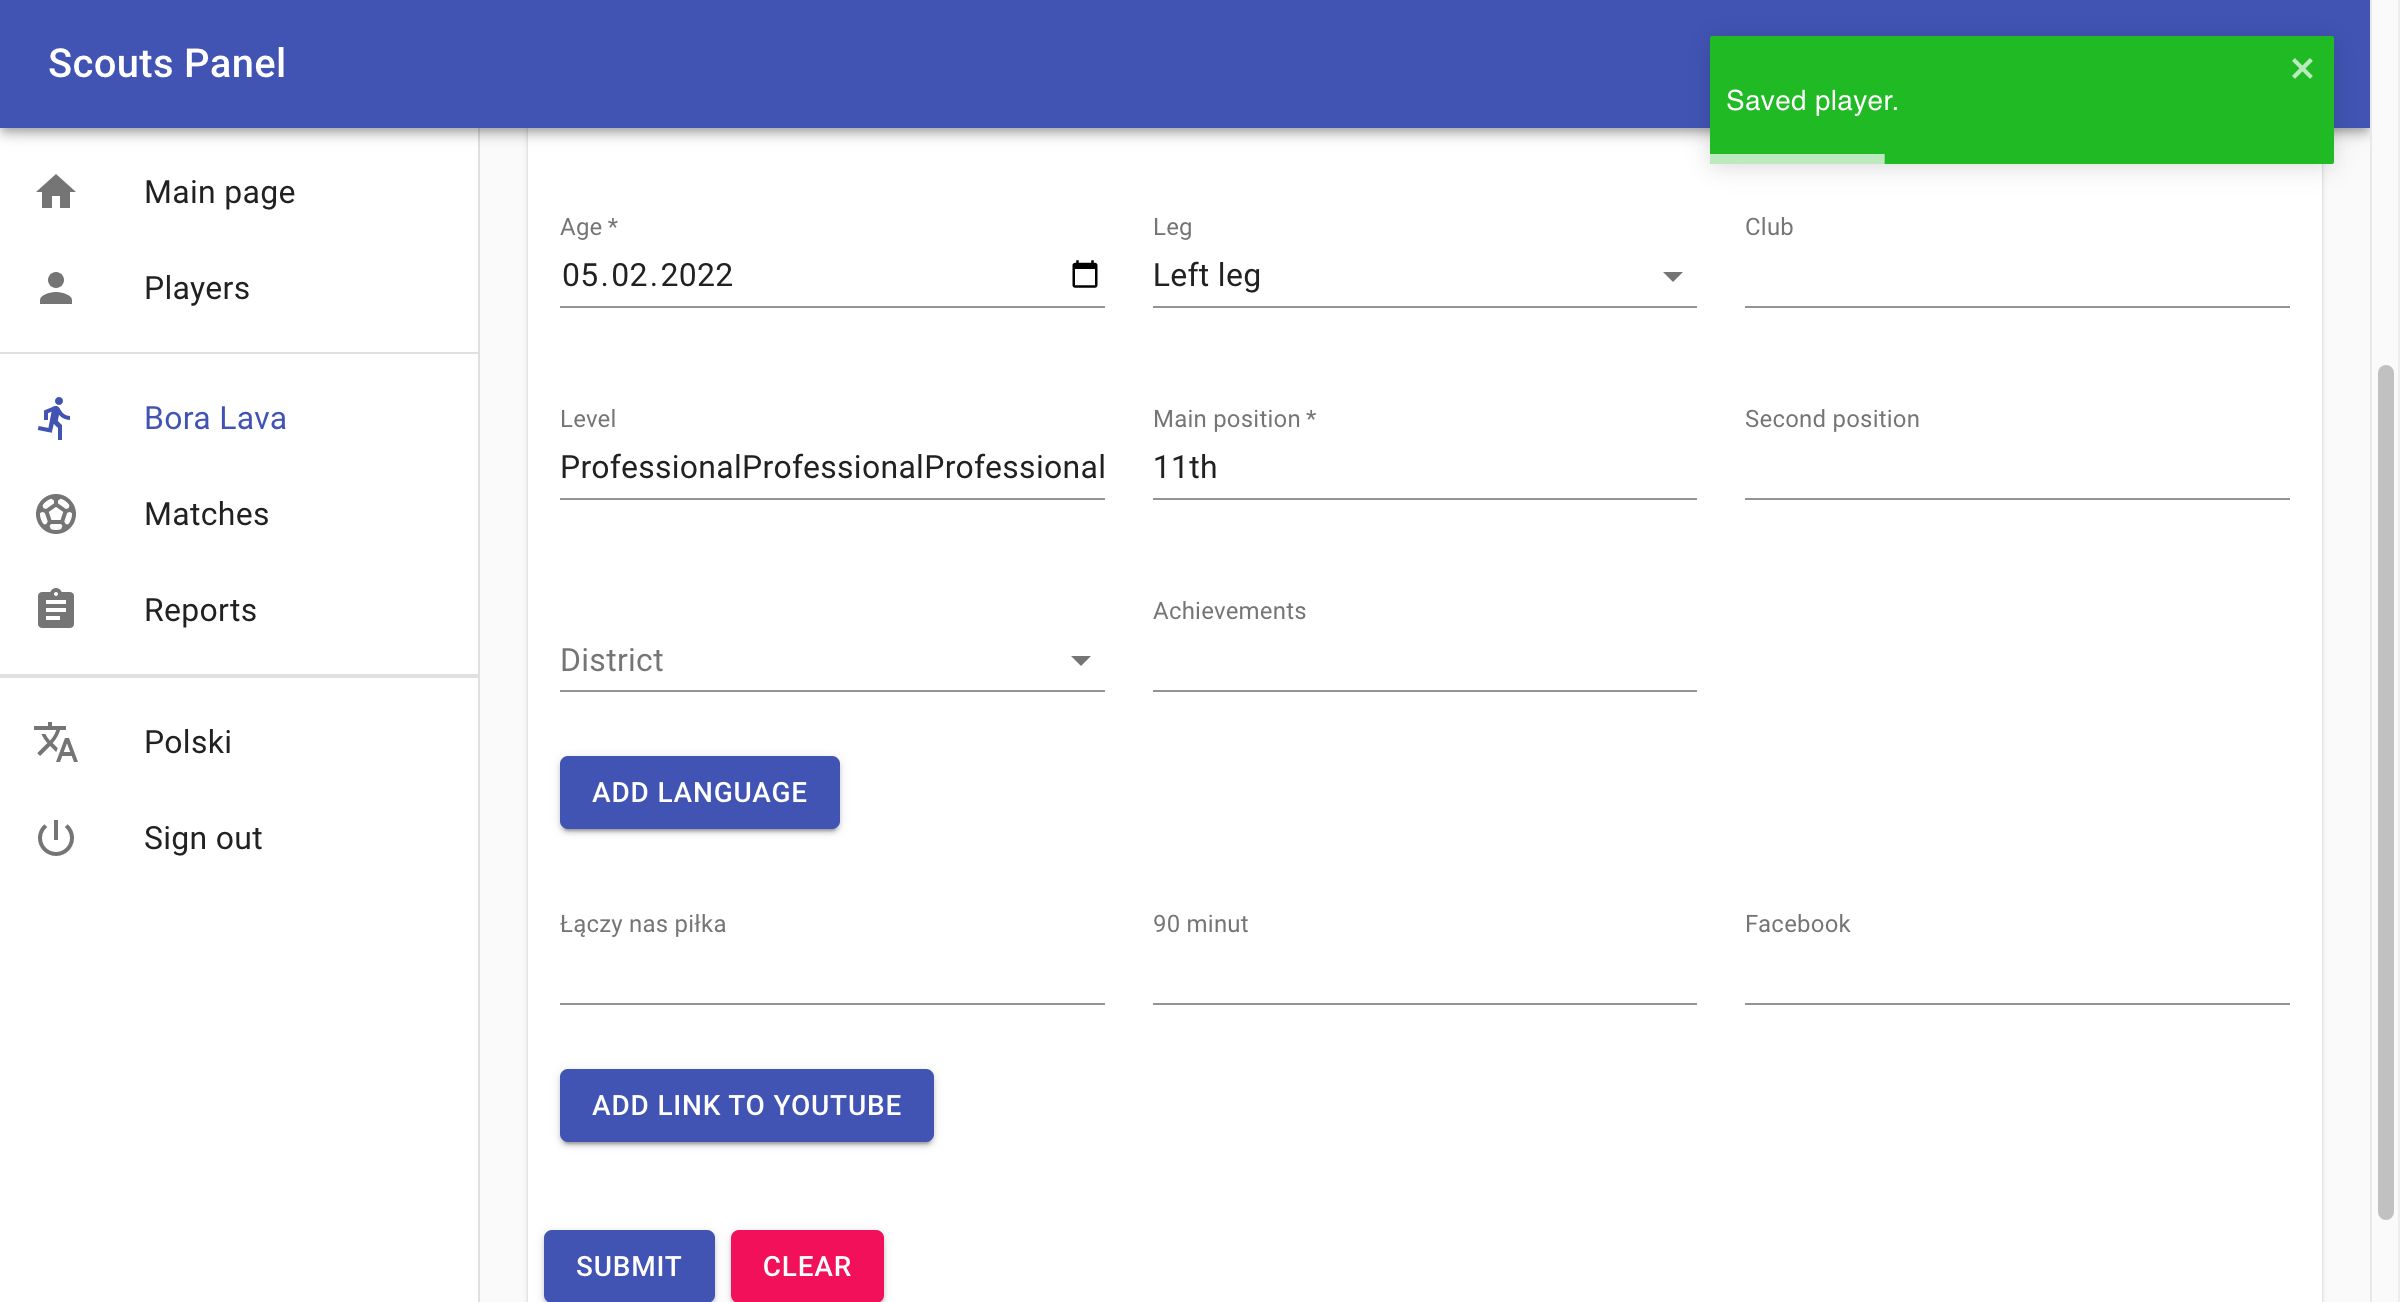 Scouts Panel
Saved player.
Main page
Players
Bora Lava
Matches
Reports
Polski
Sign out
Age *
05.02.2022
Leg
Left leg
Club
Level
ProfessionalProfessionalProfessional
Main position *
11th
Second position
District
Achievements
ADD LANGUAGE
Łączy nas piłka
90 minut
Facebook
ADD LINK TO YOUTUBE
SUBMIT
CLEAR